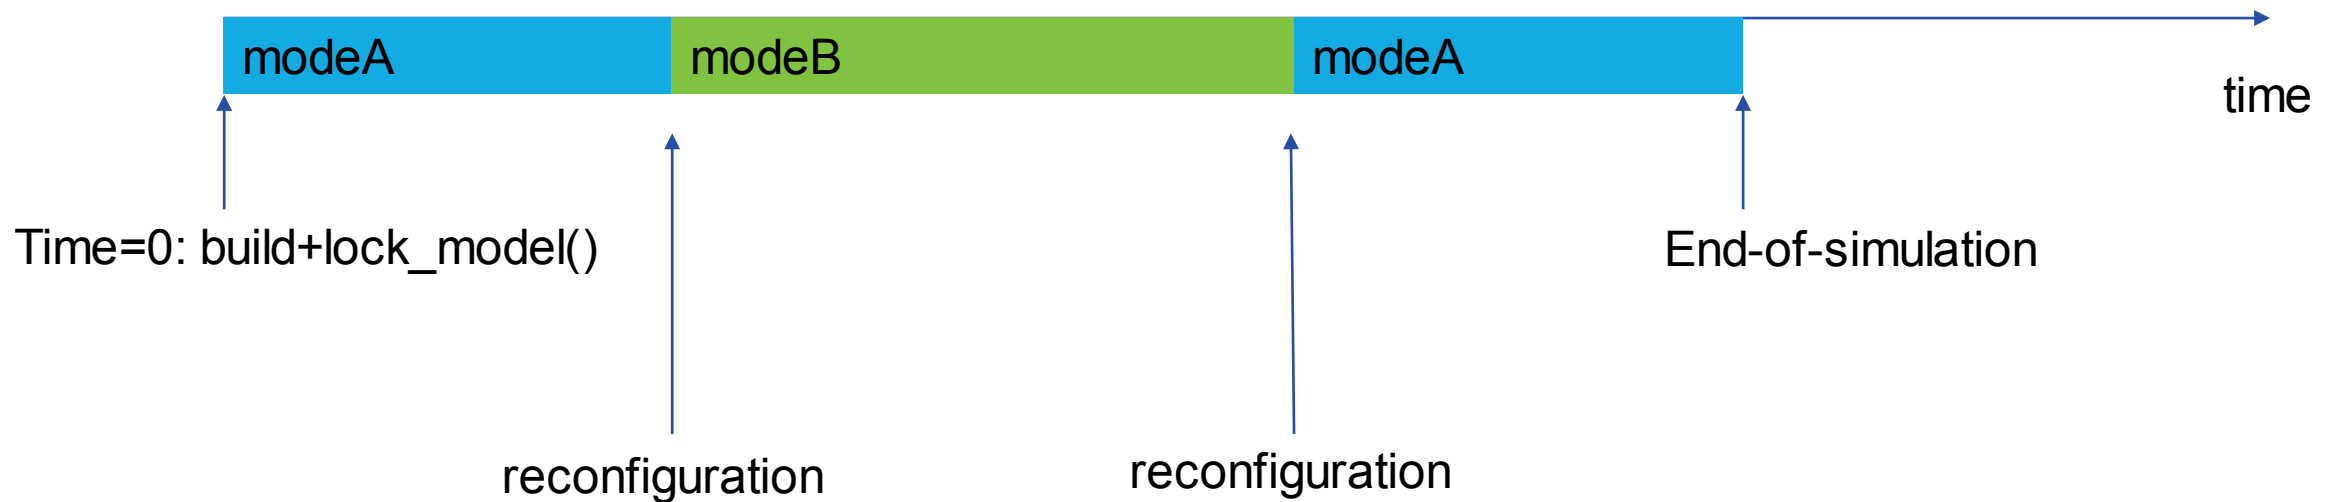 modeA
modeB
modeA
time
Time=0: build+lock_model()
End-of-simulation
reconfiguration
reconfiguration